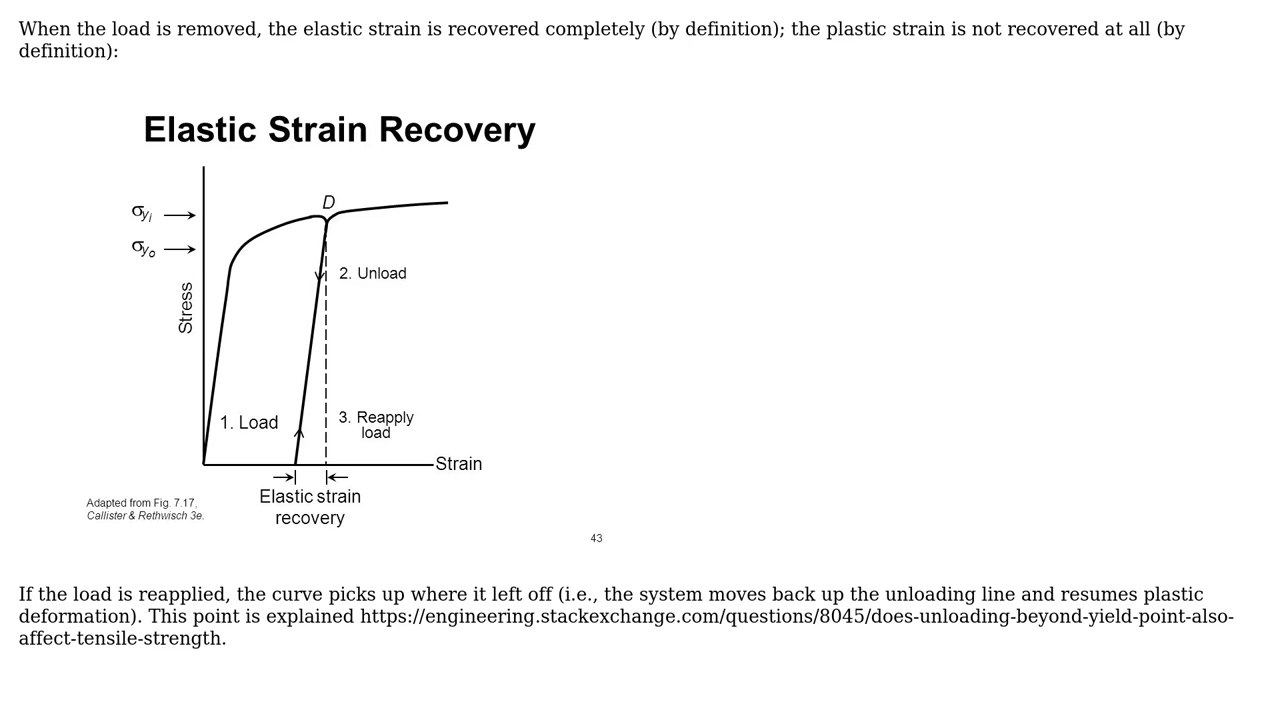 When the load is removed, the elastic strain is recovered completely (by definition); the plastic strain is not recovered at all (by
definition):
Elastic Strain Recovery
D
σyi
σyo
2. Unload
Stress
1. Load
3. Reapply
load
Strain
Elastic strain
recovery
Adapted from Fig. 7.17,
Callister & Rethwisch 3e.
43
If the load is reapplied, the curve picks up where it left off (i.e., the system moves back up the unloading line and resumes plastic
deformation). This point is explained https://engineering.stackexchange.com/questions/8045/does-unloading-beyond-yield-point-also-
affect-tensile-strength.